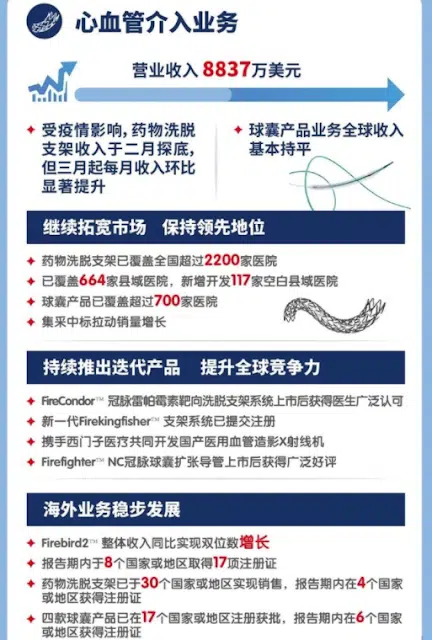 心血管介入业务
营业收入 8837万美元
受疫情影响，药物洗脱
支架收入于二月探底，
但三月起每月收入环比
显著提升
球囊产品业务全球收入
基本持平
继续拓宽市场 保持领先地位
药物洗脱支架已覆盖全国超过2200家医院
已覆盖664家县域医院，新增开发117家空白县域医院
球囊产品已覆盖超过700家医院
集采中标拉动销量增长
持续推出迭代产品 提升全球竞争力
FireCondor™ 冠脉雷帕霉素靶向洗脱支架系统上市后获得医生广泛认可
新一代Firekingfisher™ 支架系统已提交注册
携手西门子医疗共同开发国产医用血管造影X射线机
Firefighter™ NC冠脉球囊扩张导管上市后获得广泛好评
海外业务稳步发展
Firebird2™ 整体收入同比实现双位数增长
报告期内于8个国家或地区取得17项注册证
药物洗脱支架已于30个国家或地区实现销售，报告期内在4个国家
或地区获得注册证
四款球囊产品已在17个国家或地区注册获批，报告期内在6个国家
或地区获得注册证